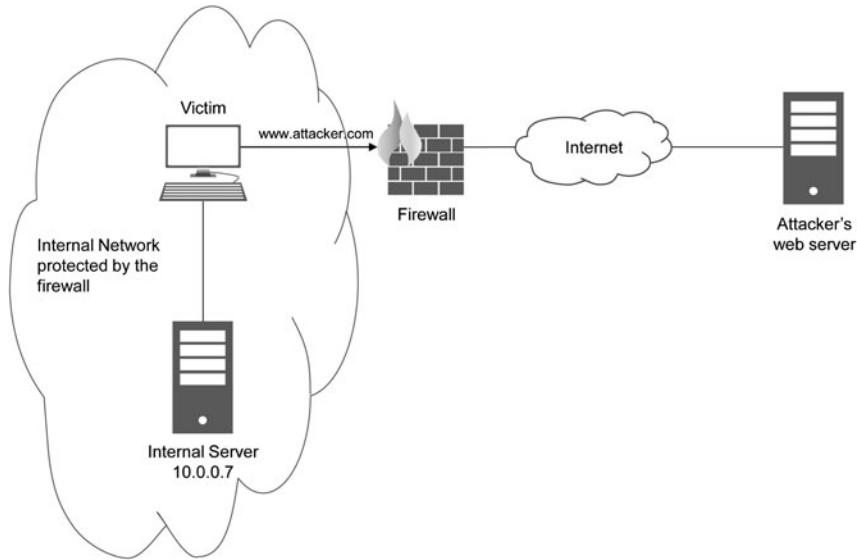 Victim
www.attacker.com
Internet
Firewall
Attacker's
web server
Internal Network
protected by the
firewall
Internal Server
10.0.0.7